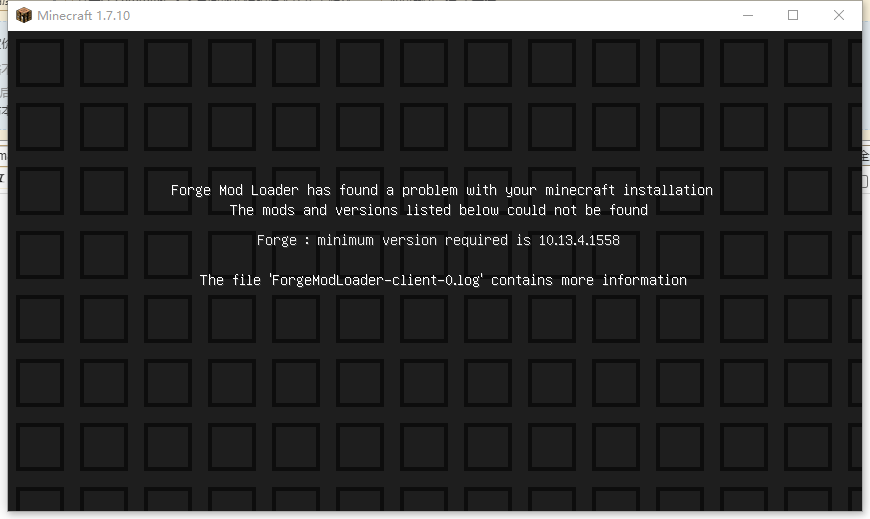 Minecraft 1.7.10
Forge Mod Loader has found a problem with your minecraft installation
The mods and versions listed below could not be found
Forge : minimum version required is 10.13.4.1558
The file 'ForgeModLoader-client-0.log' contains more information